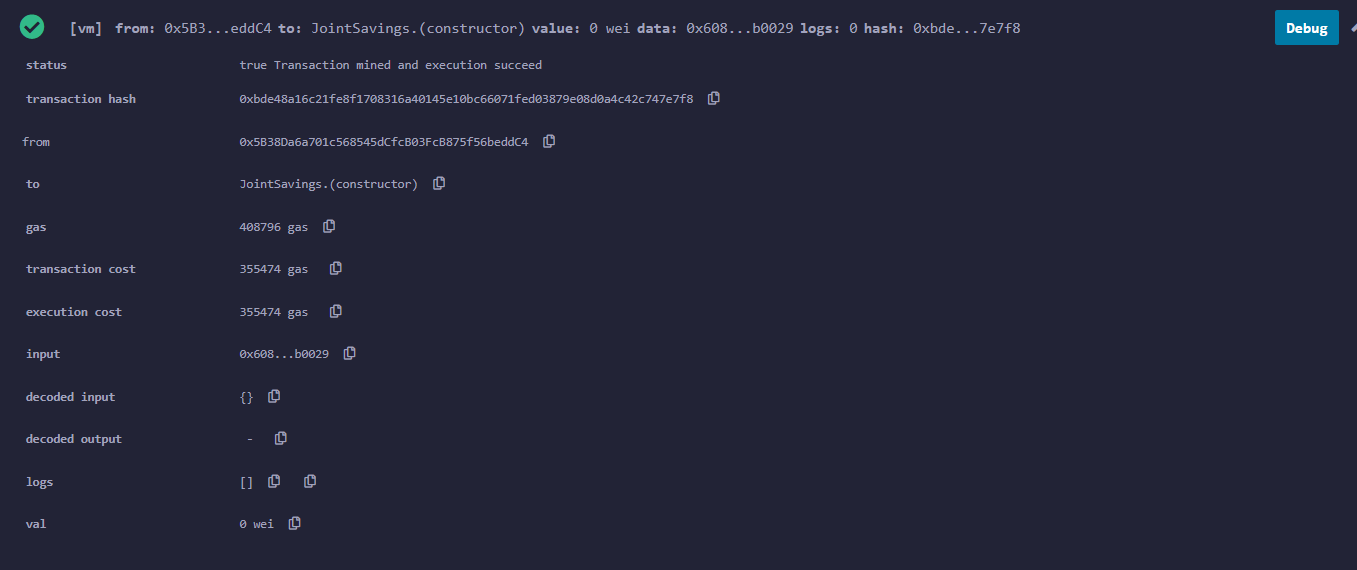 [vm] from: 0x5B3...eddC4 to: JointSavings.(constructor) value: 0 wei data: 0x608...b0029 logs: 0 hash: 0xbde...7e7f8 Debug
status true Transaction mined and execution succeed
transaction hash 0xbde48a16c21fe8f1708316a40145e10bc66071fed03879e08d0a4c42c747e7f8
from 0x5B38Da6a701c568545dCfcB03FcB875f56beddC4
to JointSavings.(constructor)
gas 408796 gas
transaction cost 355474 gas
execution cost 355474 gas
input 0x608...b0029
decoded input {}
decoded output -
logs []
val 0 wei